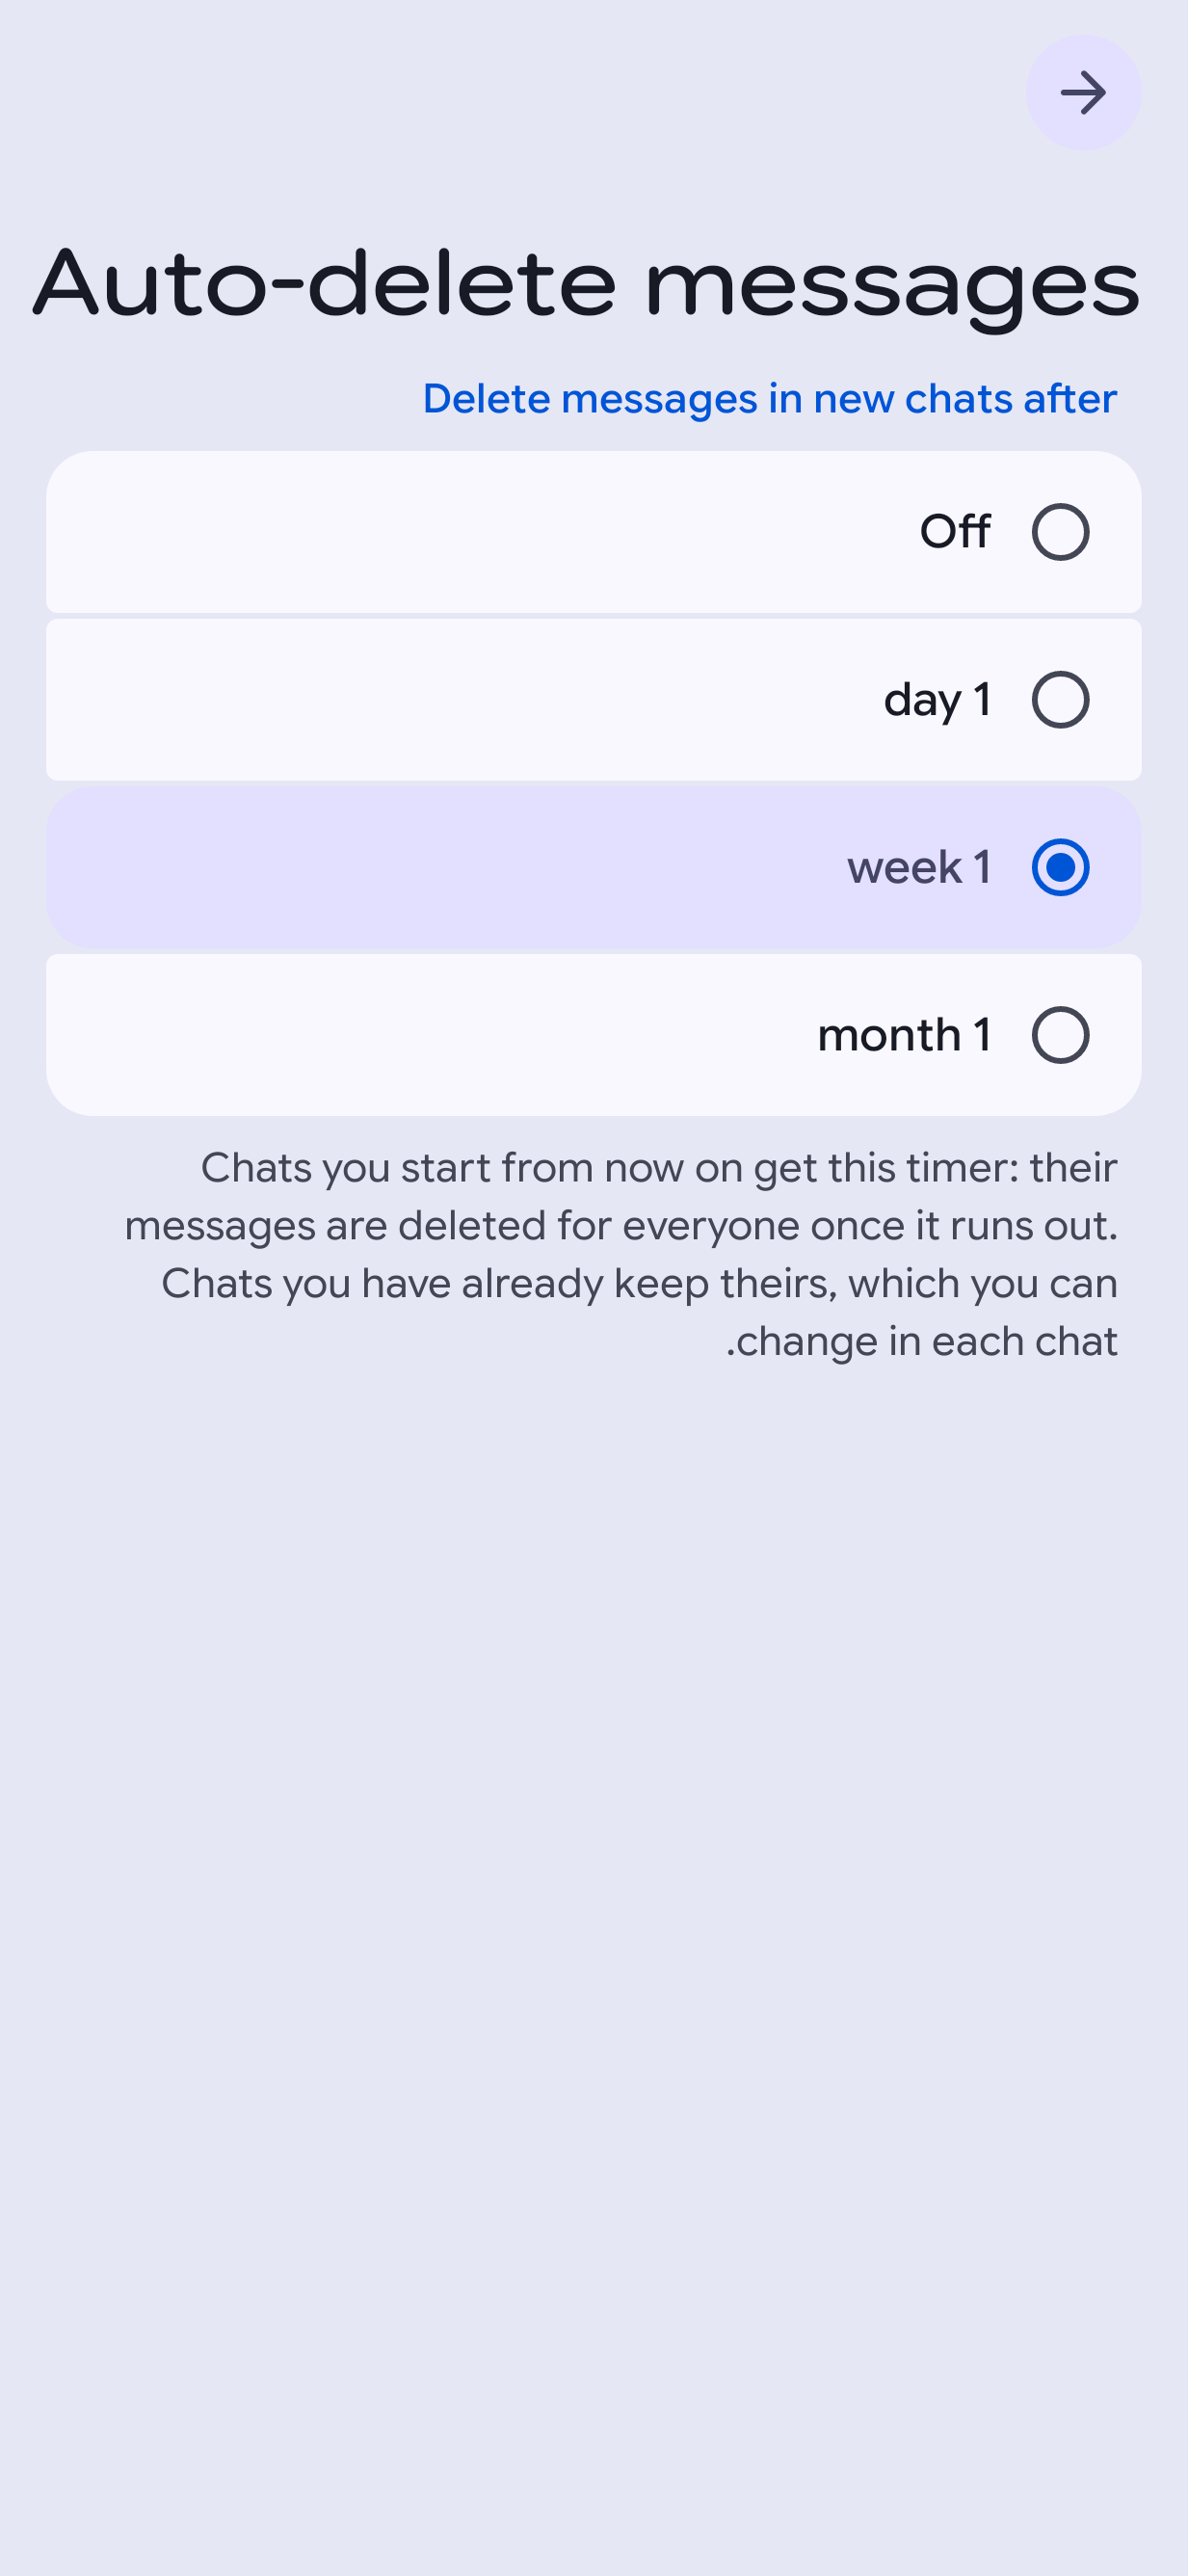 Auto-delete messages
Delete messages in new chats after
Off
day 1
week 1
month 1
Chats you start from now on get this timer: their
messages are deleted for everyone once it runs out.
Chats you have already keep theirs, which you can
.change in each chat